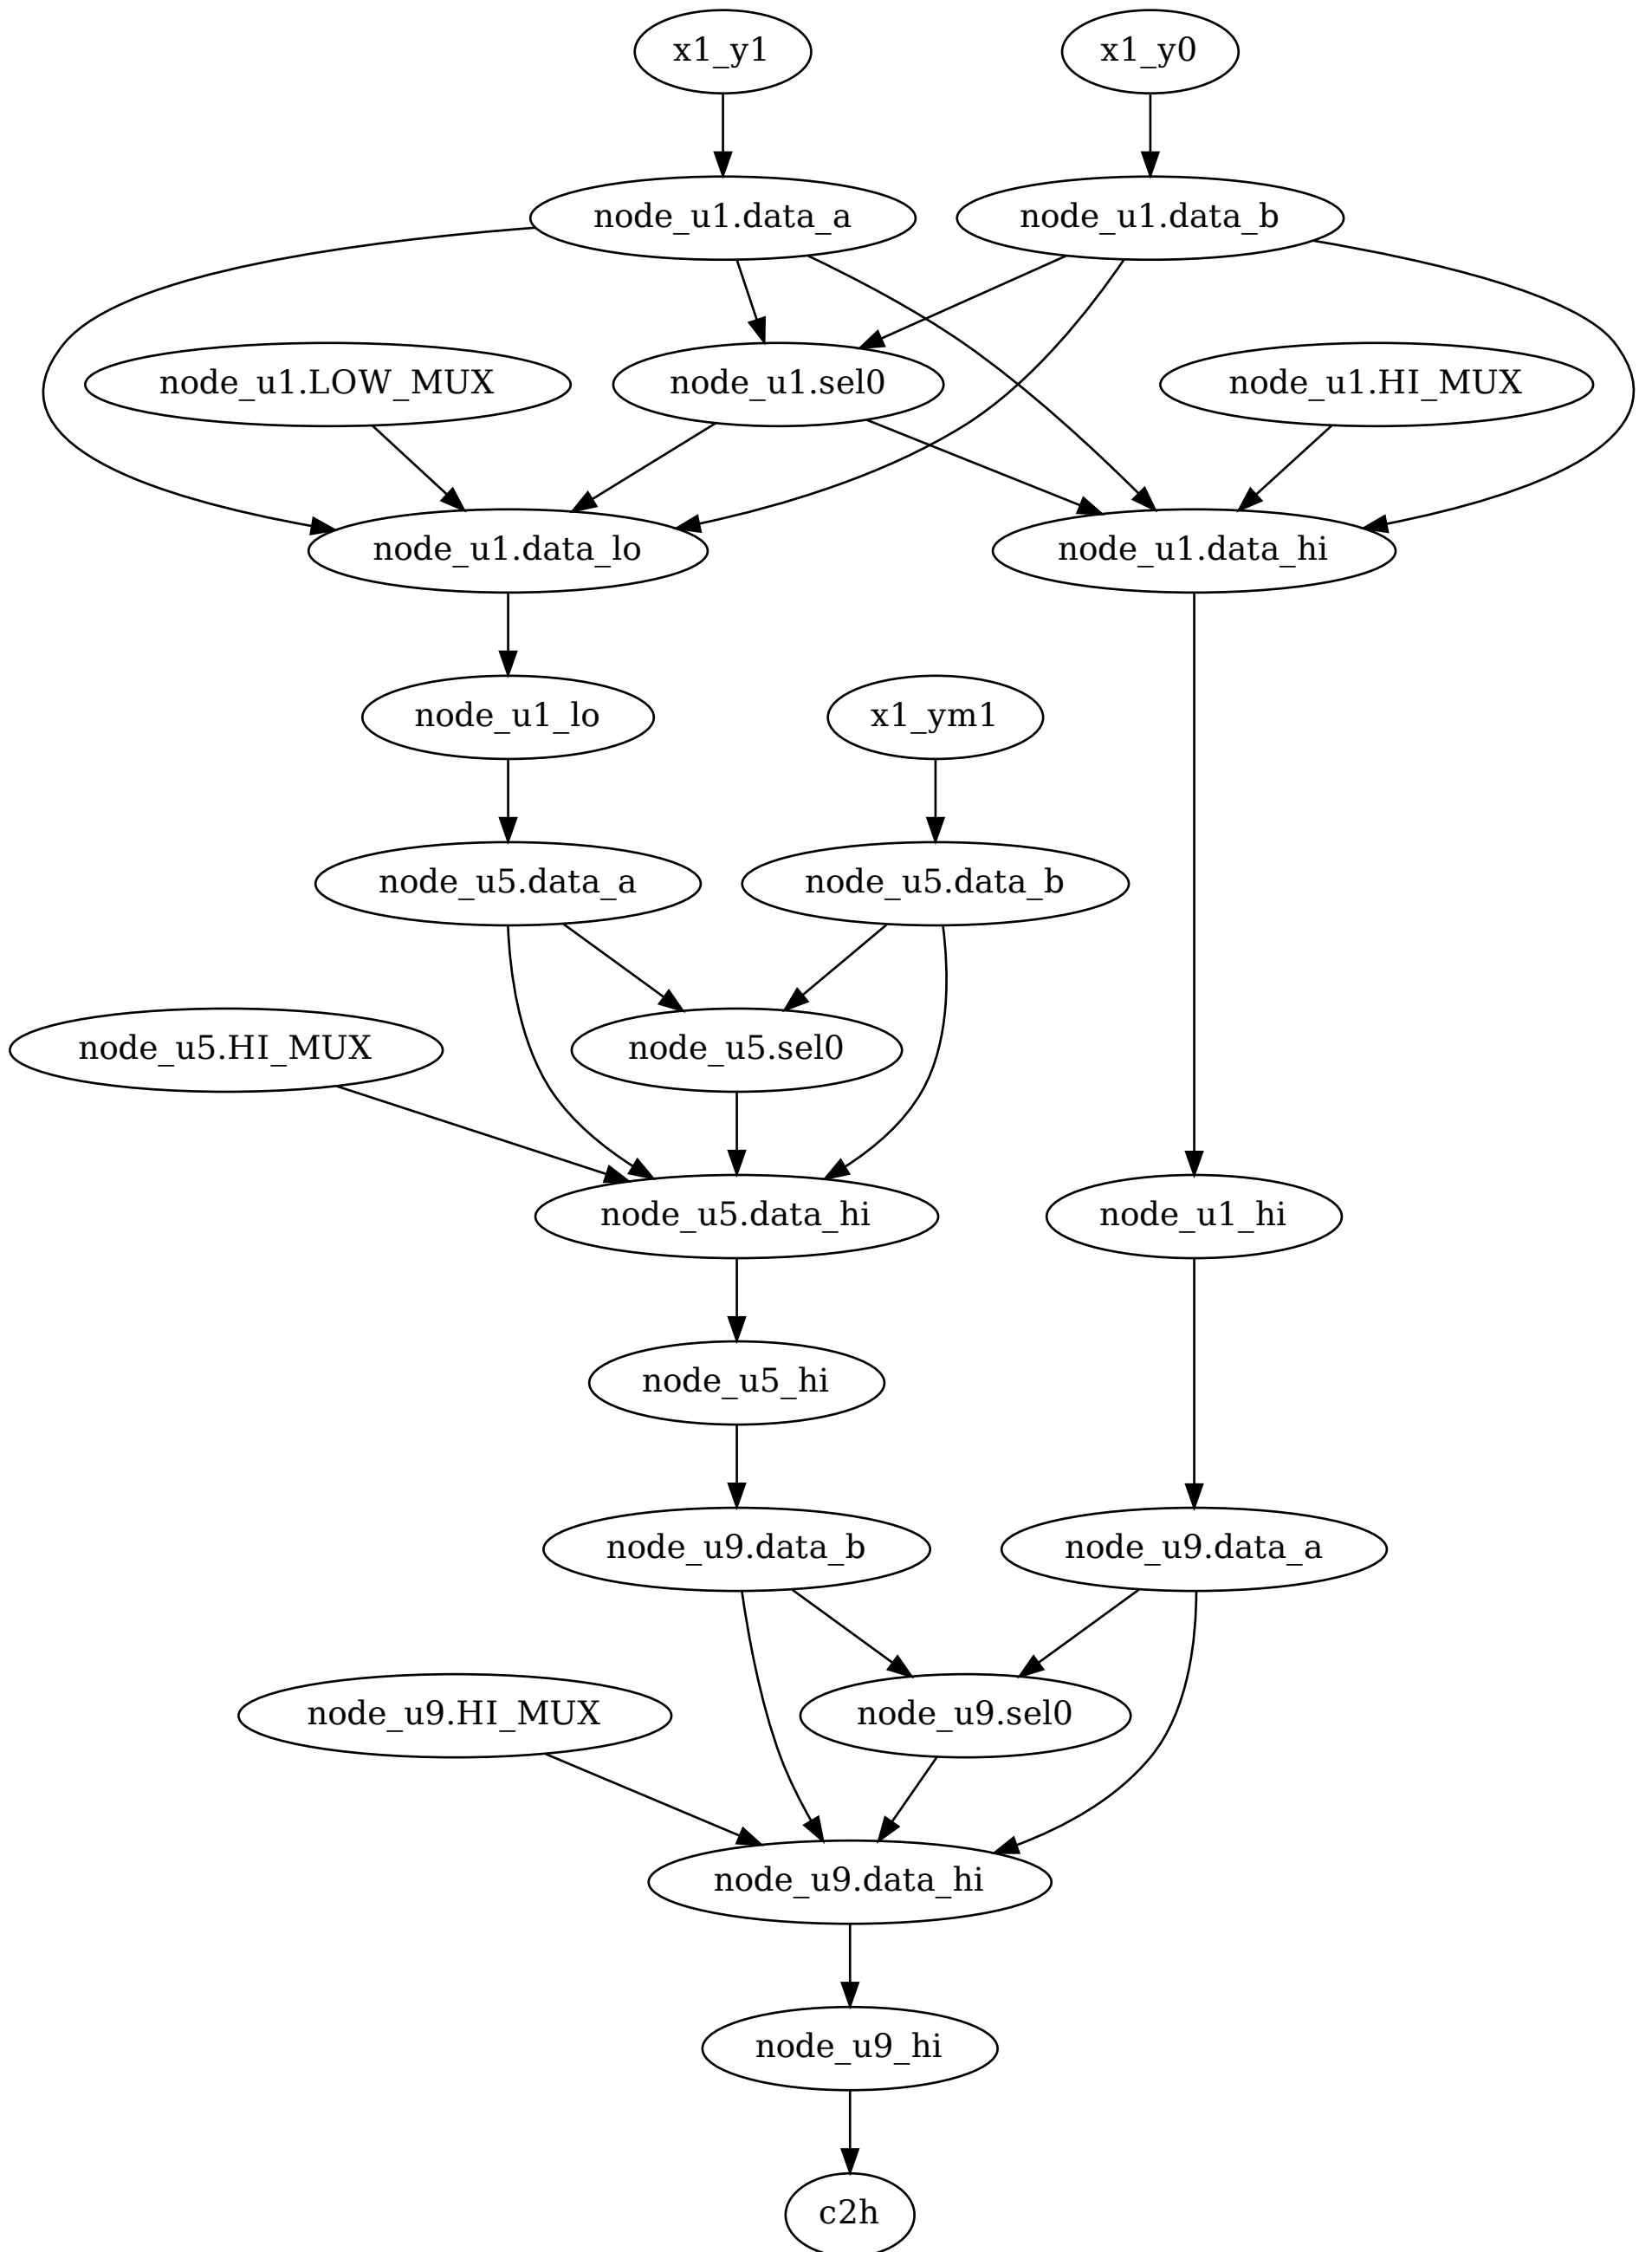 x1_y1
x1_y0
node_u1.data_a
node_u1.data_b
node_u1.LOW_MUX
node_u1.sel0
node_u1.HI_MUX
node_u1.data_lo
node_u1.data_hi
node_u1_lo
x1_ym1
node_u5.data_a
node_u5.data_b
node_u5.HI_MUX
node_u5.sel0
node_u5.data_hi
node_u1_hi
node_u5_hi
node_u9.data_b
node_u9.data_a
node_u9.HI_MUX
node_u9.sel0
node_u9.data_hi
node_u9_hi
c2h